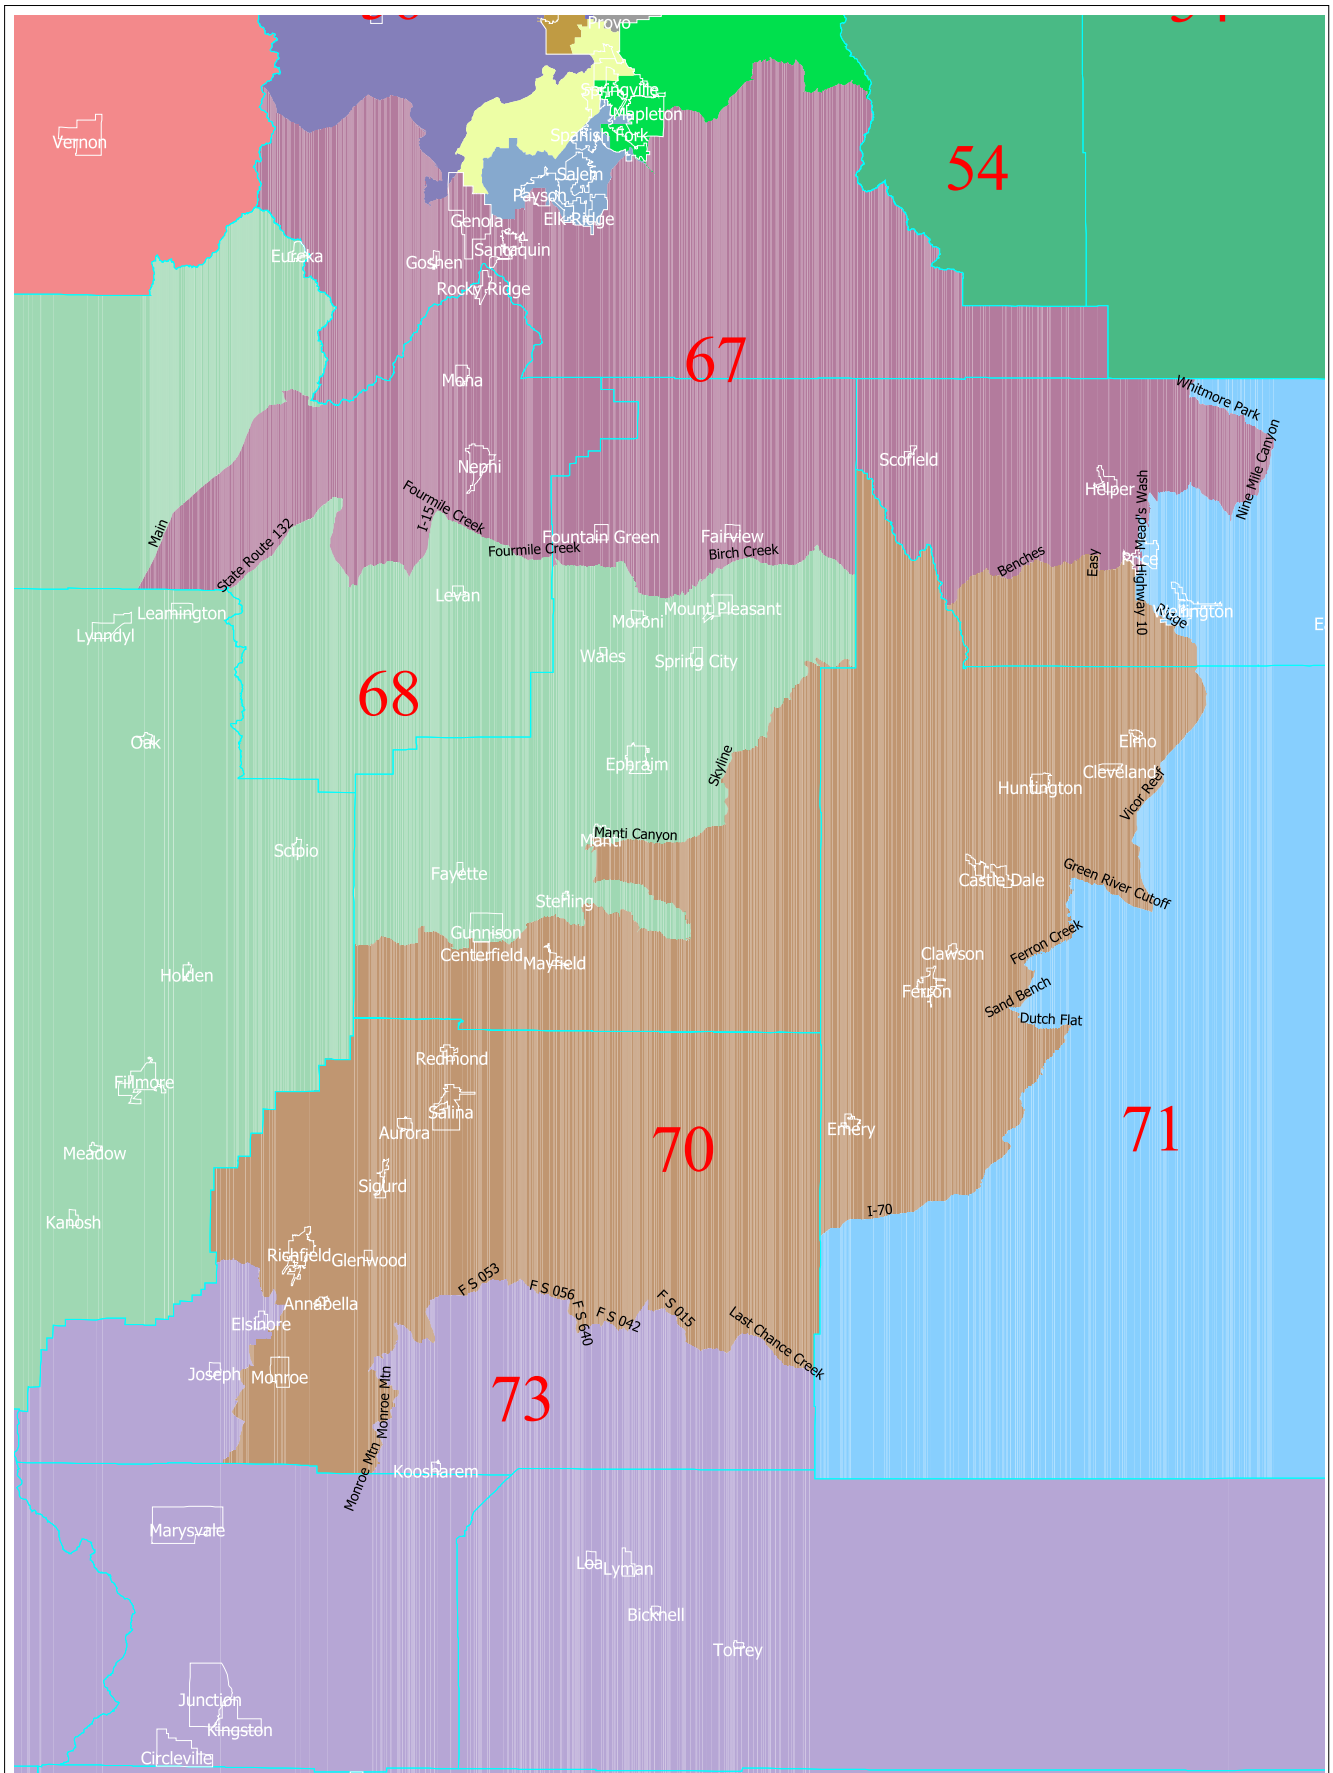 Provo
Springville
Mapleton
Spanish Fork
Vernon
54
Salem
Payson
Elk Ridge
Genola
Santaquin
Eureka
Goshen
Rocky Ridge
67
Mona
Whitmore Park
Nine Mile Canyon
Scofield
Nephi
Helper
Mead's Wash
Fourmile Creek
I-15
Main
State Route 132
Fountain Green
Fairview
Fourmile Creek
Birch Creek
Benches
Easy
Price
Highway 10
Ridge
Wellington
E
Levan
Leamington
Lynndyl
Moroni
Mount Pleasant
Wales
Spring City
68
Oak
Elmo
Ephraim
Skyline
Cleveland
Huntington
Vicor Reef
Manti Canyon
Manti
Scipio
Fayette
Castle Dale
Green River Cutoff
Sterling
Gunnison
Centerfield
Mayfield
Ferron Creek
Clawson
Holden
Ferron
Sand Bench
Dutch Flat
Redmond
Fillmore
Salina
Aurora
Emery
71
70
Meadow
Sigurd
Kanosh
I-70
Richfield
Glenwood
F S 053
F S 056
Annabella
Elsinore
F S 640
F S 042
F S 015
Last Chance Creek
Joseph
Monroe
Monroe Mtn
73
Monroe Mtn
Koosharem
Marysvale
Loa
Lyman
Bicknell
Torrey
Junction
Kingston
Circleville